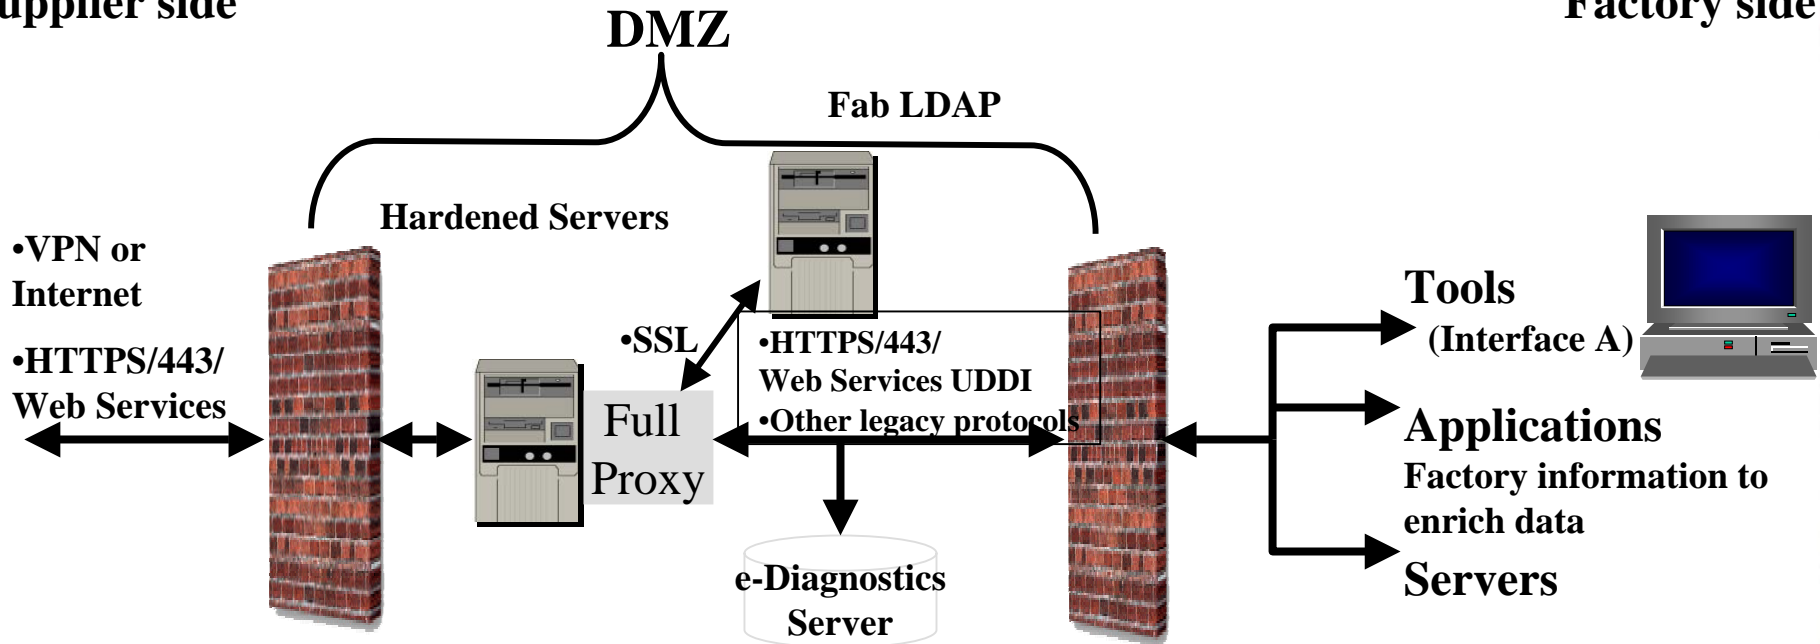 upplier side
Factory side
DMZ
Fab LDAP
Hardened Servers
•VPN or
Internet
•HTTPS/443/
Web Services
•SSL
Full
Proxy
•HTTPS/443/
Web Services UDDI
•Other legacy protocols
e-Diagnostics
Server
Tools
(Interface A)
Applications
Factory information to
enrich data
Servers